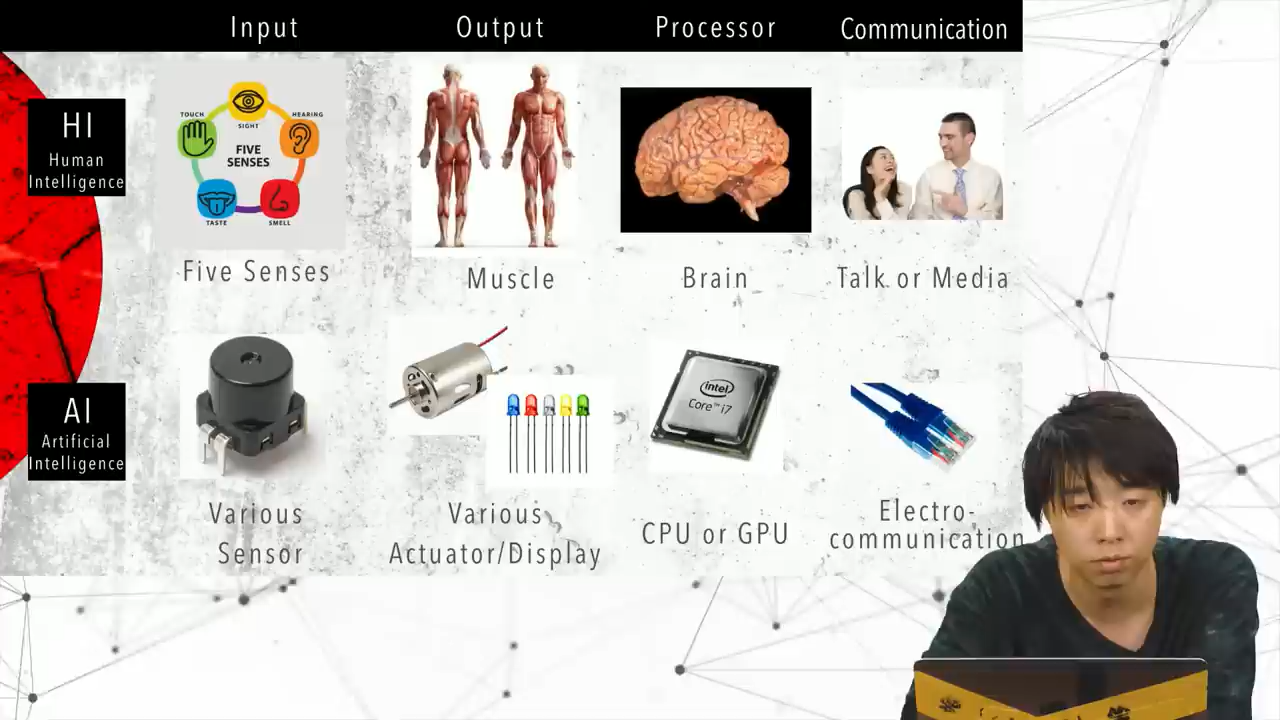 Input
Output
Processor
Communication
HI
Human
Intelligence
TOUCH
HEARING
SIGHT
FIVE
SENSES
TASTE
SMELL
Five Senses
Muscle
Brain
Talk or Media
AI
Artificial
Intelligence
intel
Core™ i7
Various
Sensor
Various
Actuator/Display
CPU or GPU
Electro-
communication